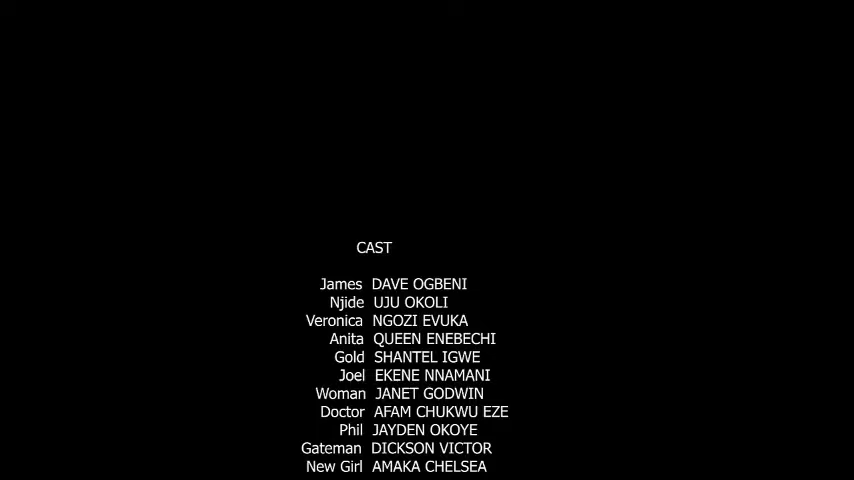 CAST
James DAVE OGBENI
Njide UJU OKOLI
Veronica NGOZI EVUKA
Anita QUEEN ENEBECHI
Gold SHANTEL IGWE
Joel EKENE NNAMANI
Woman JANET GODWIN
Doctor AFAM CHUKWU EZE
Phil JAYDEN OKOYE
Gateman DICKSON VICTOR
New Girl AMAKA CHELSEA